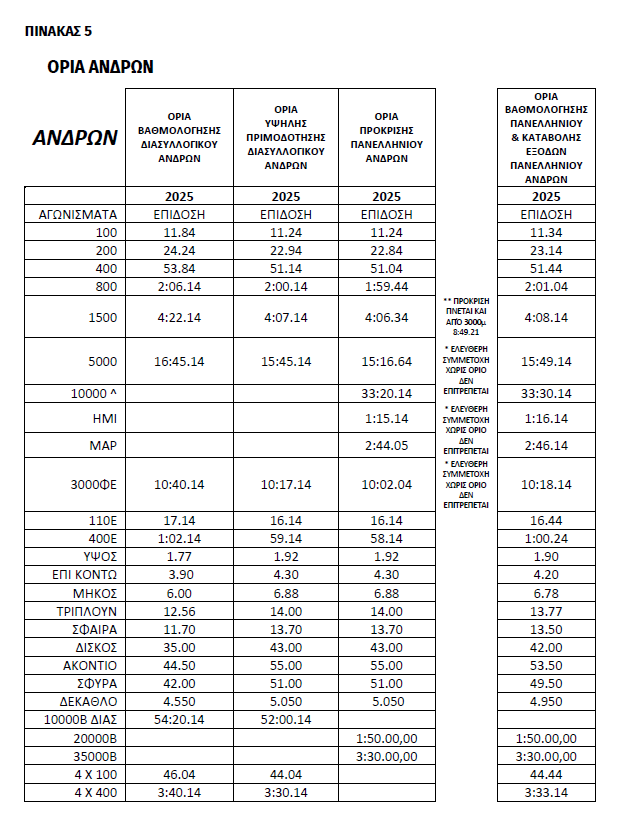 ΠΙΝΑΚΑΣ 5
ΟΡΙΑ ΑΝΔΡΩΝ
ΑΝΔΡΩΝ
ΟΡΙΑ
ΒΑΘΜΟΛΟΓΗΣΗΣ
ΔΙΑΣΥΛΛΟΓΙΚΟΥ
ΑΝΔΡΩΝ
ΟΡΙΑ
ΥΨΗΛΗΣ
ΠΡΙΜΟΔΟΤΗΣΗΣ
ΔΙΑΣΥΛΛΟΓΙΚΟΥ
ΑΝΔΡΩΝ
ΟΡΙΑ
ΠΡΟΚΡΙΣΗΣ
ΠΑΝΕΛΛΗΝΙΟΥ
ΑΝΔΡΩΝ
ΟΡΙΑ
ΒΑΘΜΟΛΟΓΗΣΗΣ
ΠΑΝΕΛΛΗΝΙΟΥ
& ΚΑΤΑΒΟΛΗΣ
ΕΞΟΔΩΝ
ΠΑΝΕΛΛΗΝΙΟΥ
ΑΝΔΡΩΝ
2025 2025 2025 2025
ΑΓΩΝΙΣΜΑΤΑ ΕΠΙΔΟΣΗ ΕΠΙΔΟΣΗ ΕΠΙΔΟΣΗ ΕΠΙΔΟΣΗ
100 11.84 11.24 11.24 11.34
200 24.24 22.94 22.84 23.14
400 53.84 51.14 51.04 51.44
800 2:06.14 2:00.14 1:59.44 2:01.04
1500 4:22.14 4:07.14 4:06.34 4:08.14
** ΠΡΟΚΡΙΣΗ
ΓΙΝΕΤΑΙ ΚΑΙ
ΑΠΌ 3000μ
8:49.21
5000 16:45.14 15:45.14 15:16.64 15:49.14
* ΕΛΕΥΘΕΡΗ
ΣΥΜΜΕΤΟΧΗ
ΧΩΡΙΣ ΟΡΙΟ
ΔΕΝ
ΕΠΙΤΡΕΠΕΤΑΙ
10000 ^ 33:20.14 33:30.14
ΗΜΙ 1:15.14 1:16.14
* ΕΛΕΥΘΕΡΗ
ΣΥΜΜΕΤΟΧΗ
ΧΩΡΙΣ ΟΡΙΟ
ΔΕΝ
ΕΠΙΤΡΕΠΕΤΑΙ
ΜΑΡ 2:44.05 2:46.14
3000ΦΕ 10:40.14 10:17.14 10:02.04 10:18.14
* ΕΛΕΥΘΕΡΗ
ΣΥΜΜΕΤΟΧΗ
ΧΩΡΙΣ ΟΡΙΟ
ΔΕΝ
ΕΠΙΤΡΕΠΕΤΑΙ
110Ε 17.14 16.14 16.14 16.44
400Ε 1:02.14 59.14 58.14 1:00.24
ΥΨΟΣ 1.77 1.92 1.92 1.90
ΕΠΙ ΚΟΝΤΩ 3.90 4.30 4.30 4.20
ΜΗΚΟΣ 6.00 6.88 6.88 6.78
ΤΡΙΠΛΟΥΝ 12.56 14.00 14.00 13.77
ΣΦΑΙΡΑ 11.70 13.70 13.70 13.50
ΔΙΣΚΟΣ 35.00 43.00 43.00 42.00
ΑΚΟΝΤΙΟ 44.50 55.00 55.00 53.50
ΣΦΥΡΑ 42.00 51.00 51.00 49.50
ΔΕΚΑΘΛΟ 4.550 5.050 5.050 4.950
10000Β ΔΙΑΣ 54:20.14 52:00.14
20000Β 1:50.00,00 1:50.00,00
35000Β 3:30.00,00 3:30.00,00
4 Χ 100 46.04 44.04 44.44
4 Χ 400 3:40.14 3:30.14 3:33.14